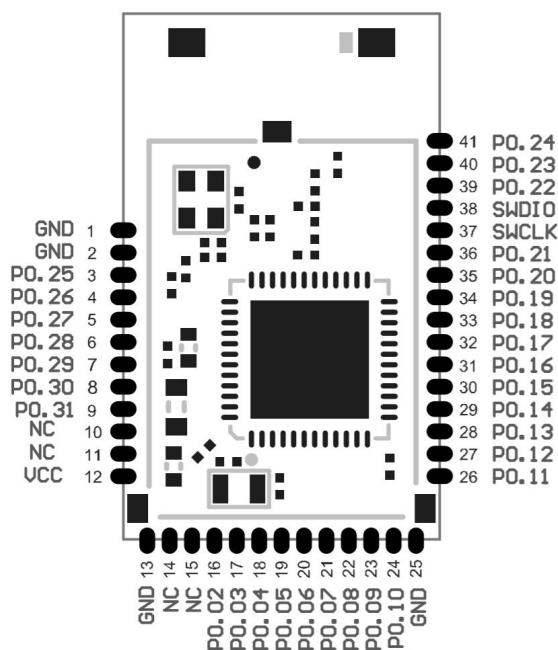 GND 1
GND 2
P0.25 3
P0.26 4
P0.27 5
P0.28 6
P0.29 7
P0.30 8
P0.31 9
NC 10
NC 11
VCC 12
13 GND
14 NC
15 NC
16 P0.02
17 P0.03
18 P0.04
19 P0.05
20 P0.06
21 P0.07
22 P0.08
23 P0.09
24 P0.10
25 GND
41 P0.24
40 P0.23
39 P0.22
38 SWDIO
37 SWCLK
36 P0.21
35 P0.20
34 P0.19
33 P0.18
32 P0.17
31 P0.16
30 P0.15
29 P0.14
28 P0.13
27 P0.12
26 P0.11